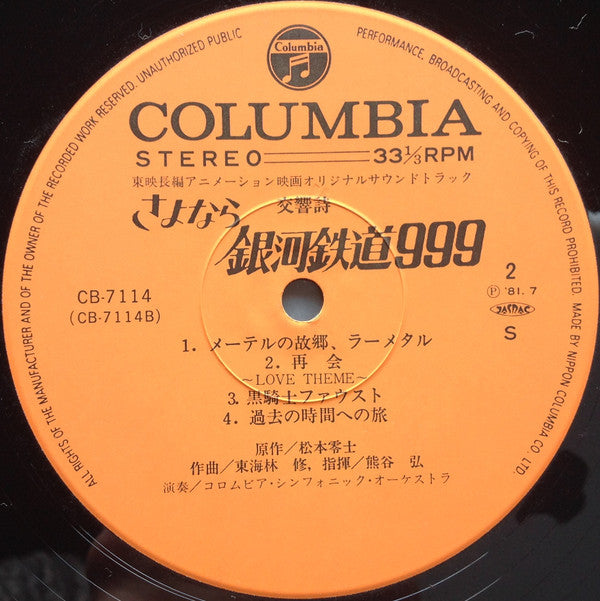 ALL RIGHTS OF THE MANUFACTURER AND OF THE OWNER OF THE RECORDED WORK RESERVED. UNAUTHORIZED PUBLIC PERFORMANCE, BROADCASTING AND COPYING OF THIS RECORD PROHIBITED. MADE BY NIPPON COLUMBIA CO., LTD.
Columbia
COLUMBIA
STEREO 33 1/3 RPM
東映長編アニメーション映画オリジナルサウンドトラック
さよなら 交響詩
銀河鉄道999
CB-7114
(CB-7114B)
2
Ⓟ '81. 7
JASRAC
S
1. メーテルの故郷、ラーメタル
2. 再 会
~LOVE THEME~
3. 黒騎士ファウスト
4. 過去の時間への旅
原作/松本零士
作曲/東海林 修, 指揮/熊谷 弘
演奏/コロムビア・シンフォニック・オーケストラ